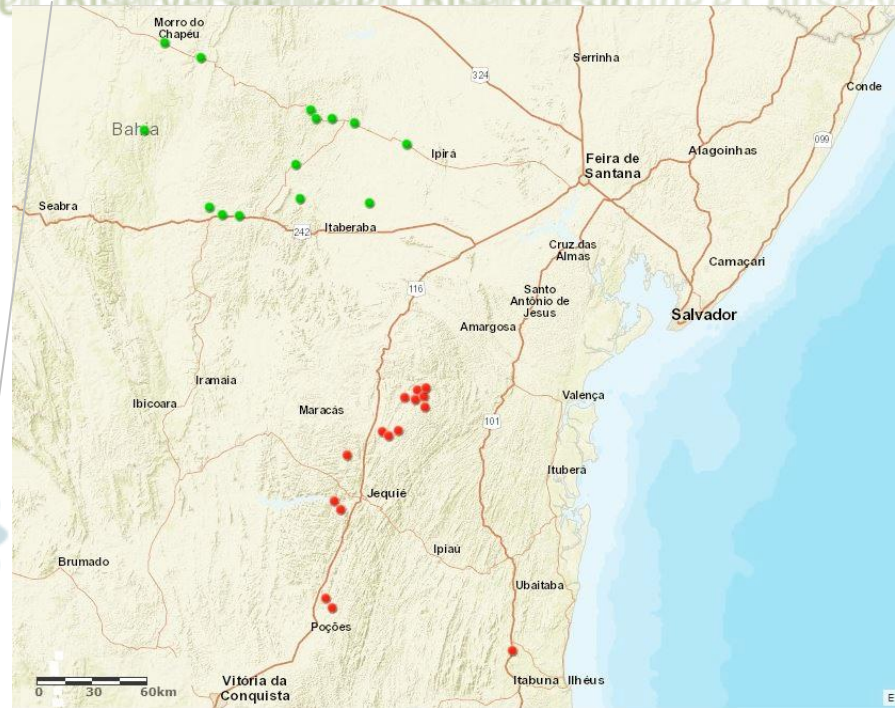 Morro do
Chapéu
324
Serrinha
Conde
Bahia
099
Ipirá
Feira de
Santana
Alagoinhas
Seabra
242
Itaberaba
Cruz das
Almas
Camaçari
116
Santo
Antônio de
Jesus
Salvador
Amargosa
Iramaia
Ibicoara
Maracás
Valença
101
Ituberá
Jequié
Ipiau
Brumado
Ubaitaba
Poções
Vitória da
Conquista
Itabuna
Ilhéus
0 30 60km
E